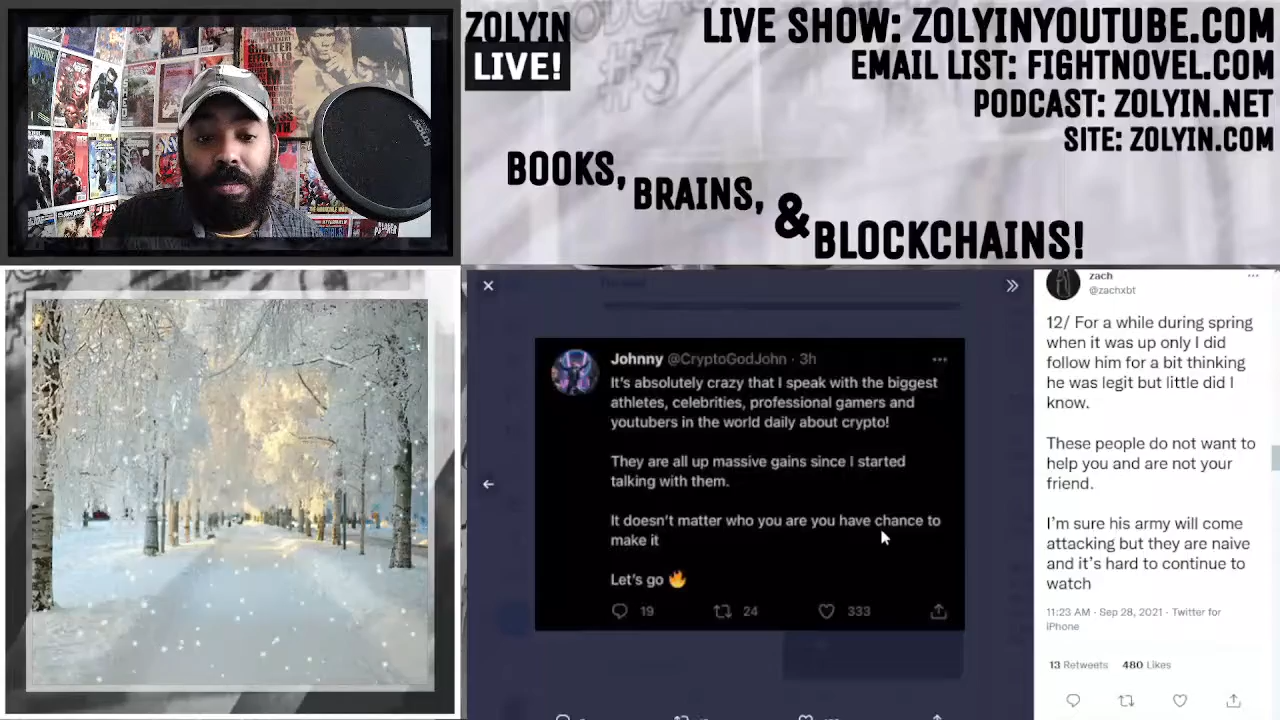 ZOLYIN
LIVE!
#3
LIVE SHOW: ZOLYINYOUTUBE.COM
EMAIL LIST: FIGHTNOVEL.COM
PODCAST: ZOLYIN.NET
SITE: ZOLYIN.COM
BOOKS,
BRAINS,
&
BLOCKCHAINS!
Johnny @CryptoGodJohn · 3h
It's absolutely crazy that I speak with the biggest
athletes, celebrities, professional gamers and
youtubers in the world daily about crypto!
They are all up massive gains since I started
talking with them.
It doesn't matter who you are you have chance to
make it
Let's go 🔥
19 24 333
zach
@zachxbt
12/ For a while during spring
when it was up only I did
follow him for a bit thinking
he was legit but little did I
know.
These people do not want to
help you and are not your
friend.
I'm sure his army will come
attacking but they are naive
and it's hard to continue to
watch
11:23 AM · Sep 28, 2021 · Twitter for
iPhone
13 Retweets 480 Likes